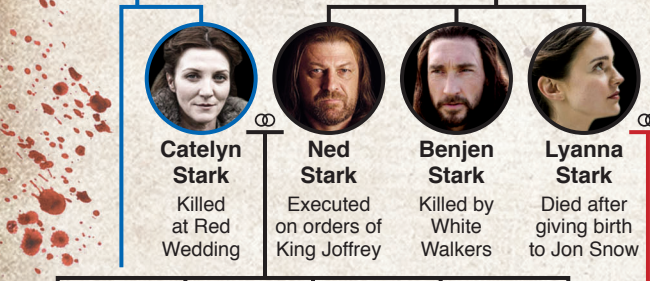 Catelyn
Stark
Killed
at Red
Wedding
Ned
Stark
Executed
on orders of
King Joffrey
Benjen
Stark
Killed by
White
Walkers
Lyanna
Stark
Died after
giving birth
to Jon Snow